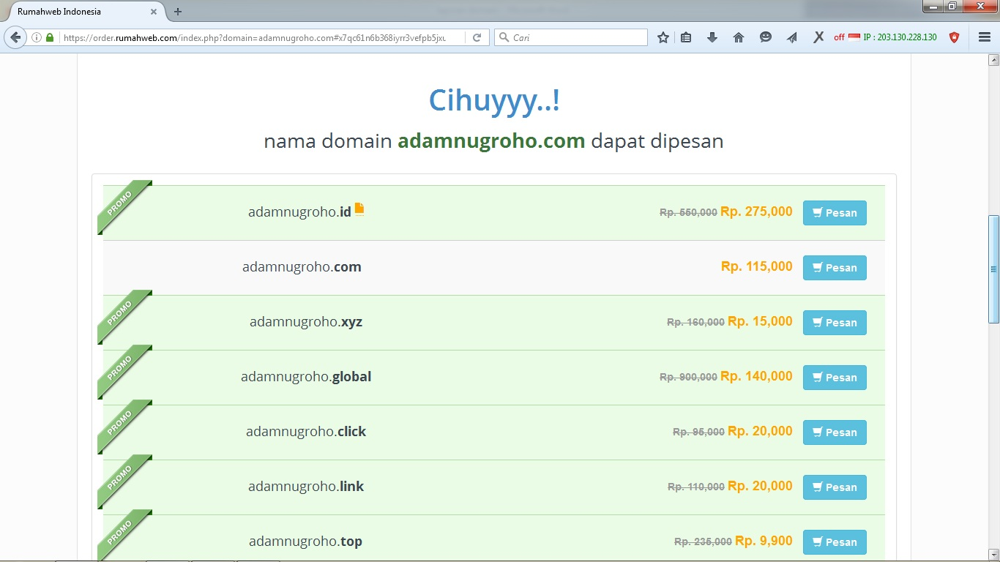 Rumahweb Indonesia
https://order.rumahweb.com/index.php?domain=adamnugroho.com#x7qc61n6b368iyrr3vefpb5jxu
Cari
off IP : 203.130.228.130
Cihuyyy..!
nama domain adamnugroho.com dapat dipesan
PROMO
adamnugroho.id Rp. 550,000 Rp. 275,000 Pesan
adamnugroho.com Rp. 115,000 Pesan
PROMO
adamnugroho.xyz Rp. 160,000 Rp. 15,000 Pesan
PROMO
adamnugroho.global Rp. 900,000 Rp. 140,000 Pesan
PROMO
adamnugroho.click Rp. 95,000 Rp. 20,000 Pesan
PROMO
adamnugroho.link Rp. 110,000 Rp. 20,000 Pesan
PROMO
adamnugroho.top Rp. 235,000 Rp. 9,900 Pesan